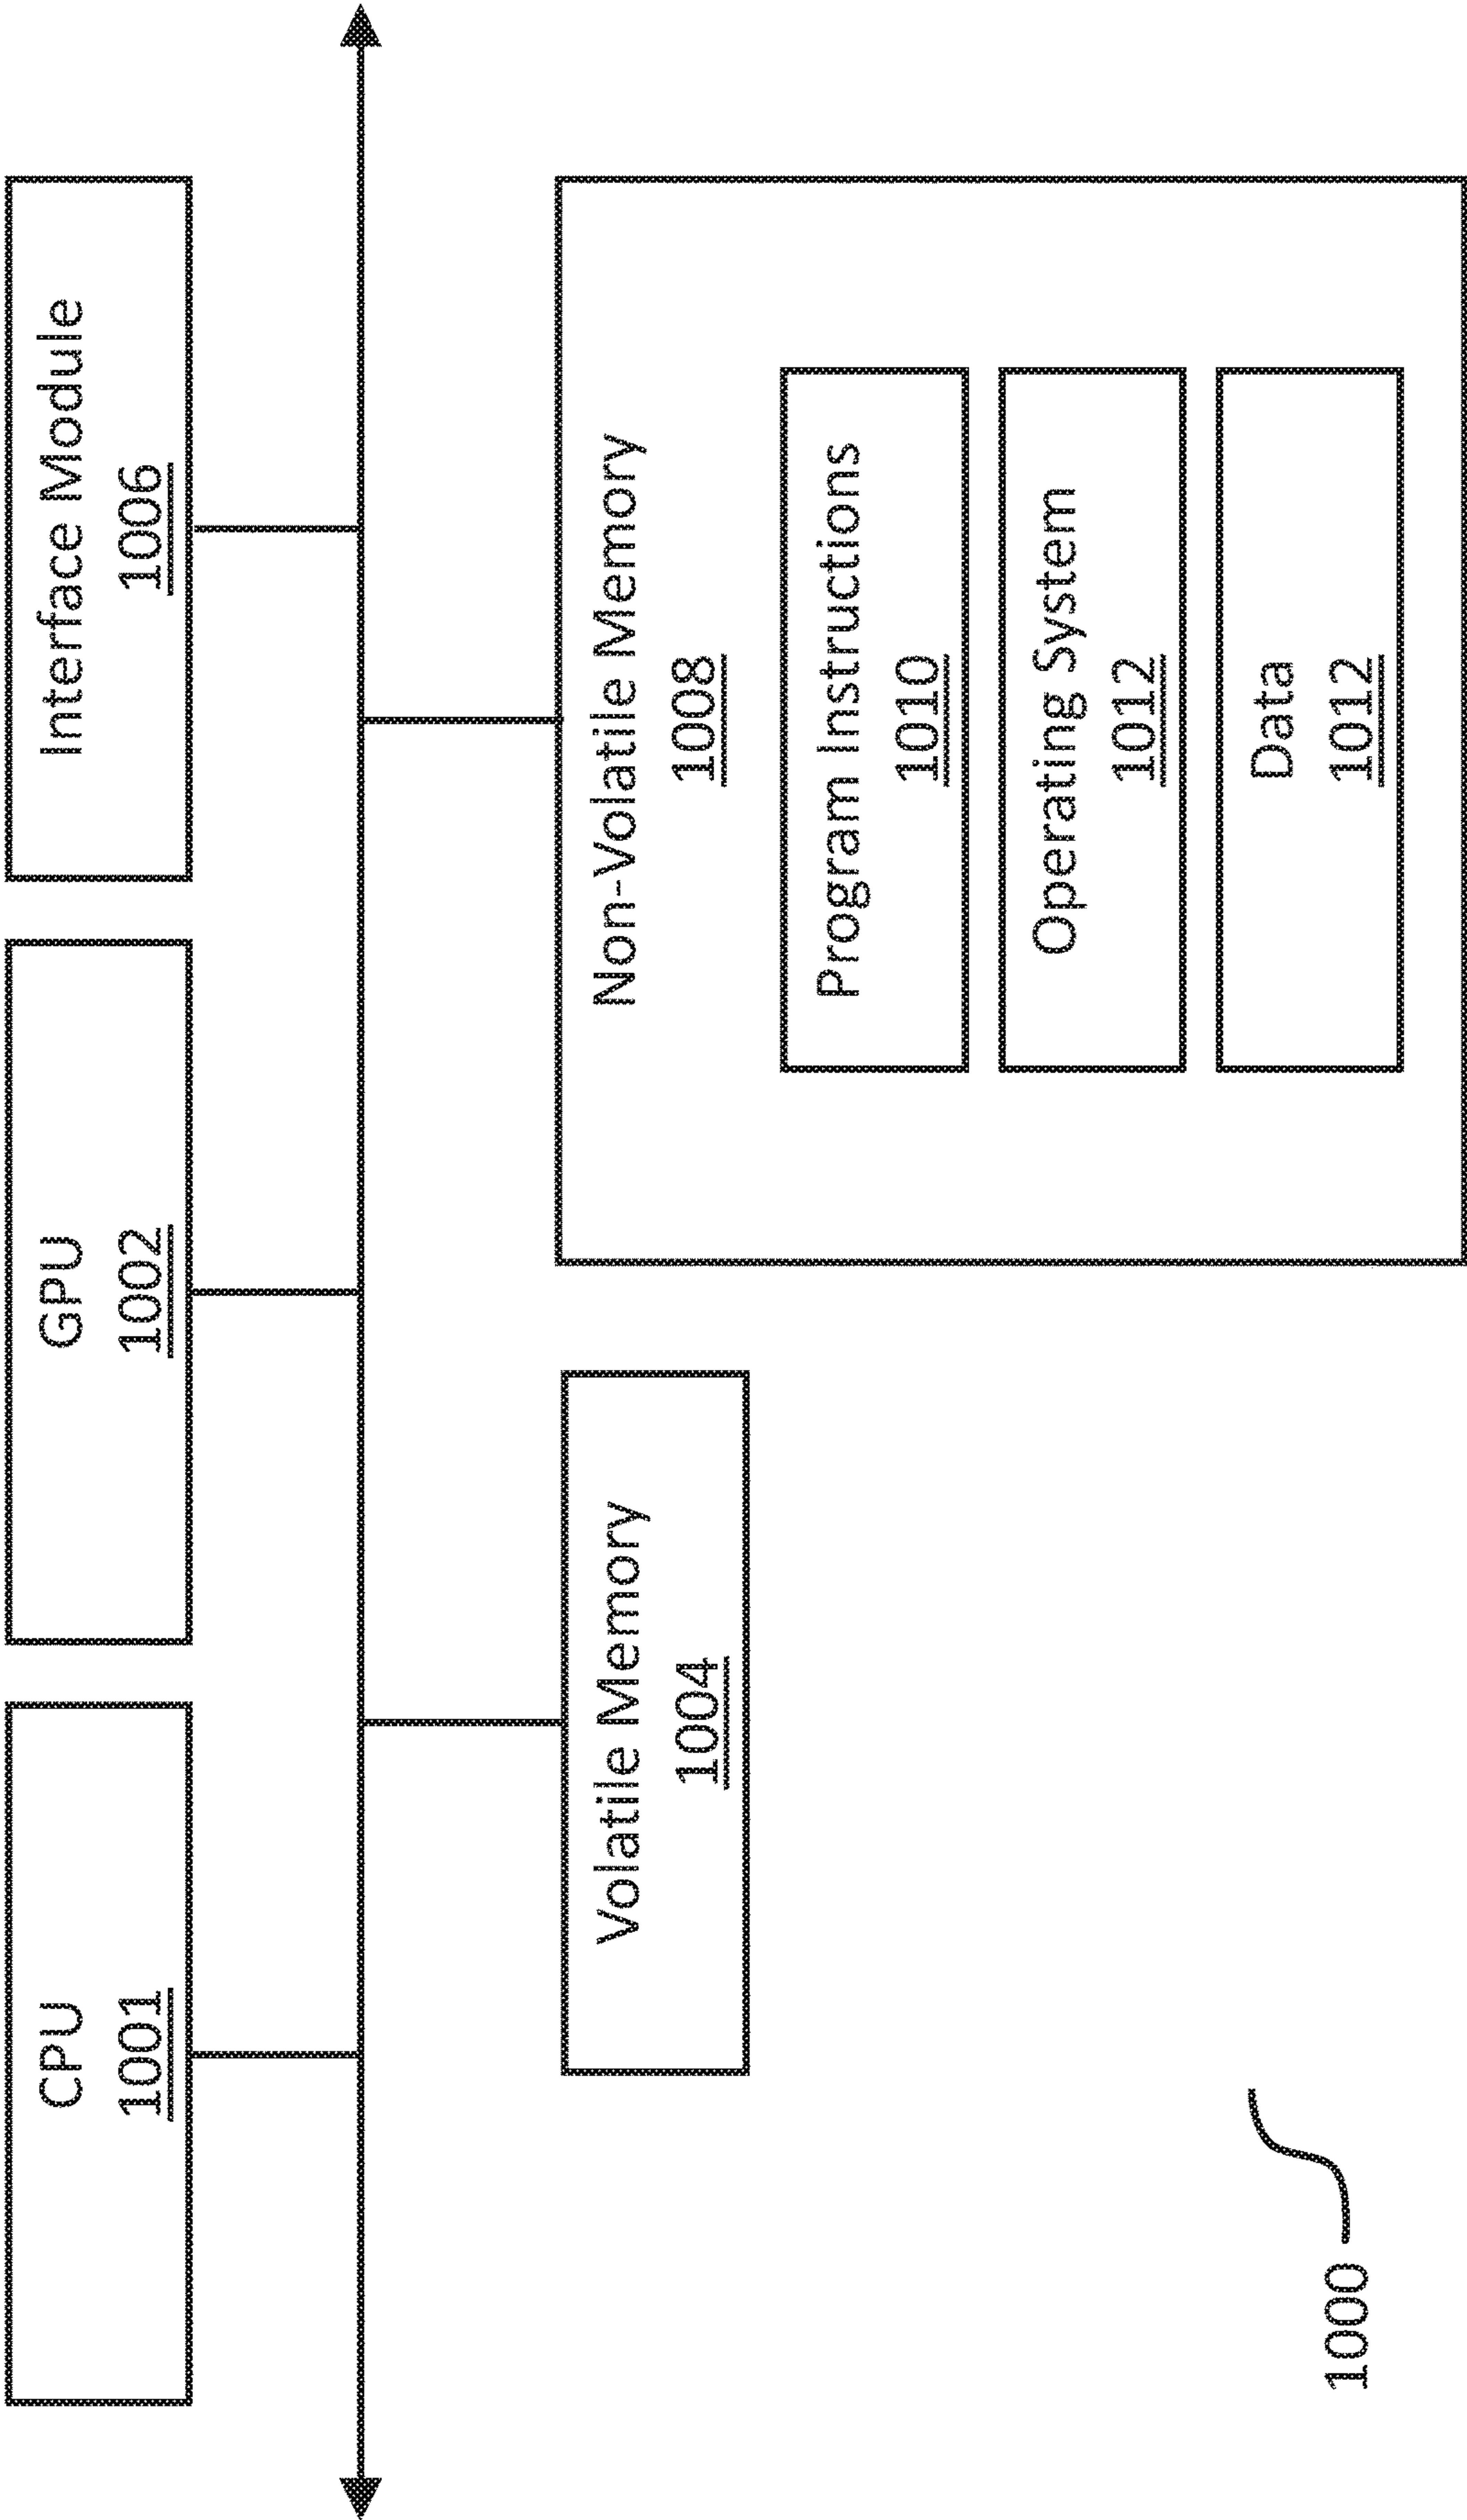 CPU
1001
GPU
1002
Interface Module
1006
Volatile Memory
1004
Non-Volatile Memory
1008
Program Instructions
1010
Operating System
1012
Data
1012
1000